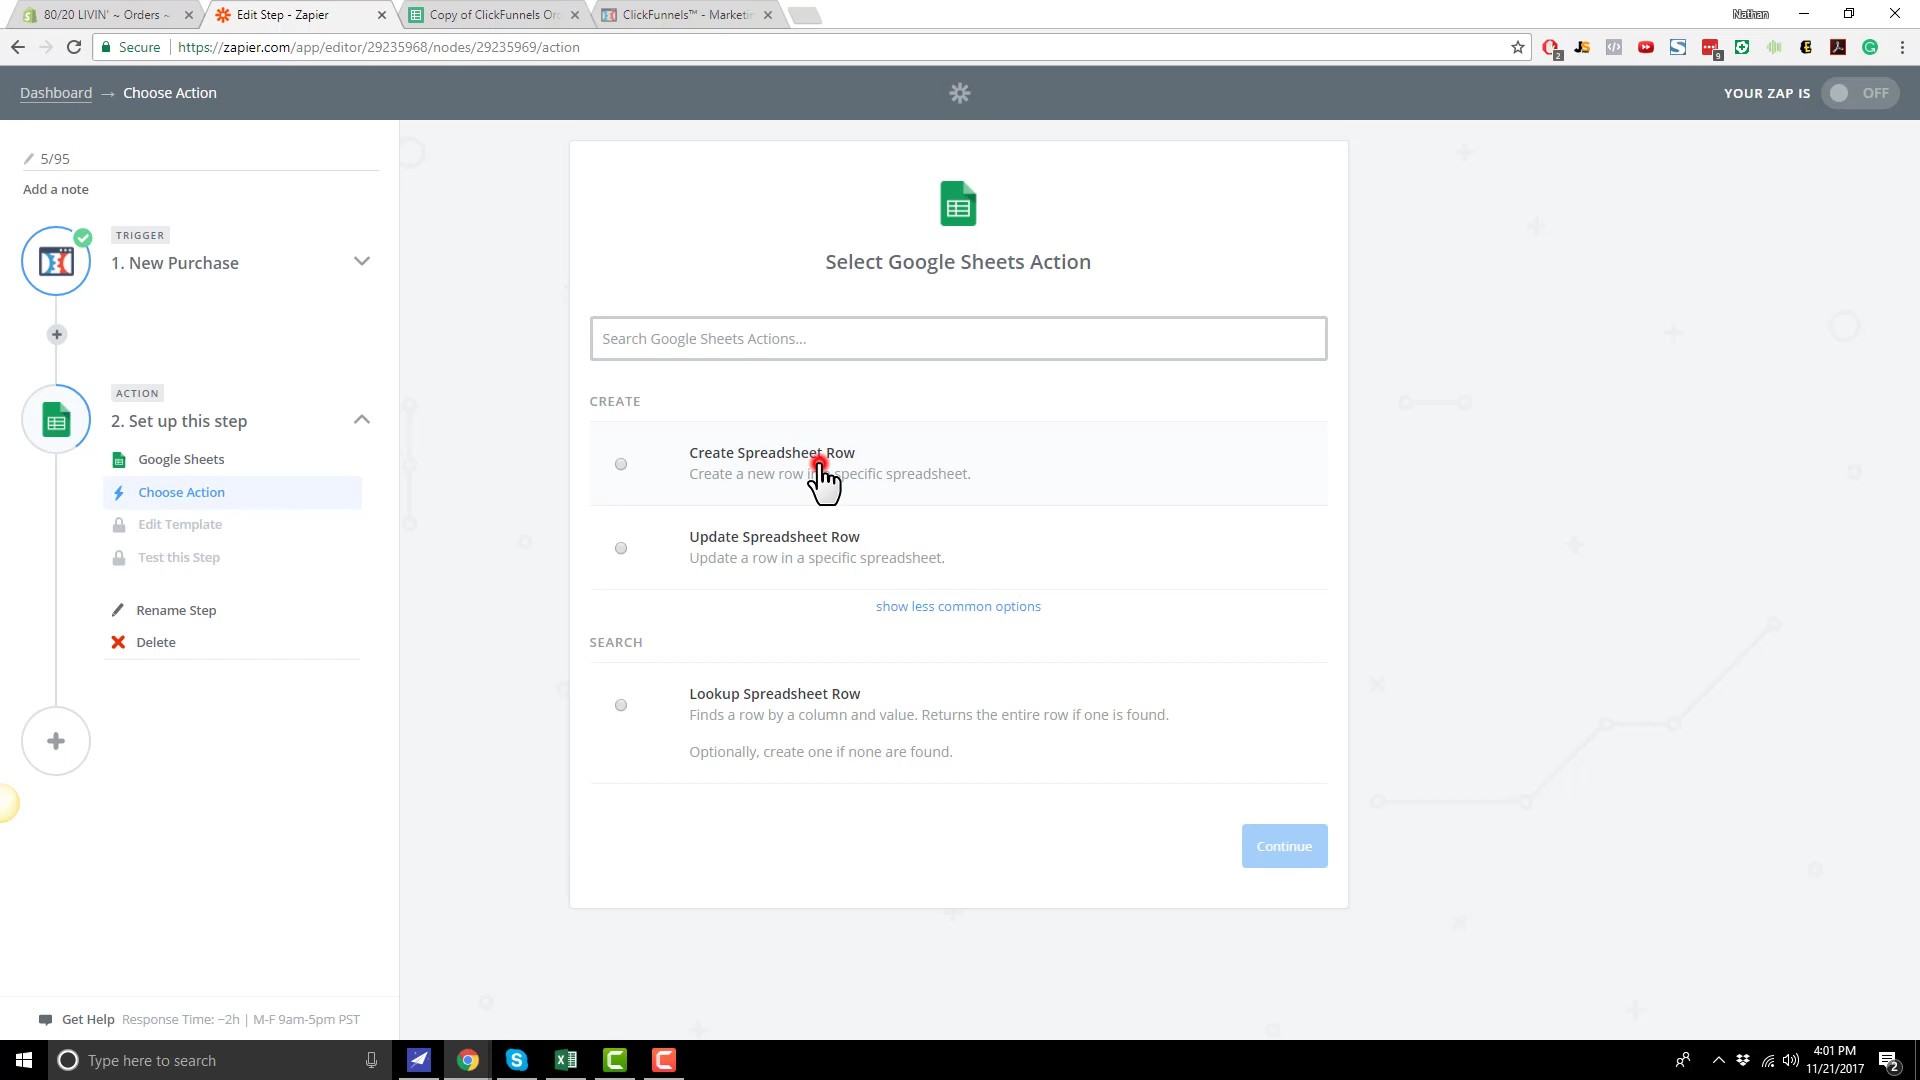 80/20 LIVIN' ~ Orders ~
Edit Step - Zapier
Copy of ClickFunnels Or
ClickFunnels™ - Marketin
Nathan
Secure
https://zapier.com/app/editor/29235968/nodes/29235969/action
2
JS
9
Dashboard → Choose Action
YOUR ZAP IS
OFF
5/95
Add a note
TRIGGER
1. New Purchase
ACTION
2. Set up this step
Google Sheets
Choose Action
Edit Template
Test this Step
Rename Step
Delete
Select Google Sheets Action
Search Google Sheets Actions...
CREATE
Create Spreadsheet Row
Create a new row in specific spreadsheet.
Update Spreadsheet Row
Update a row in a specific spreadsheet.
show less common options
SEARCH
Lookup Spreadsheet Row
Finds a row by a column and value. Returns the entire row if one is found.
Optionally, create one if none are found.
Continue
Get Help Response Time: ~2h | M-F 9am-5pm PST
Type here to search
4:01 PM
11/21/2017
2